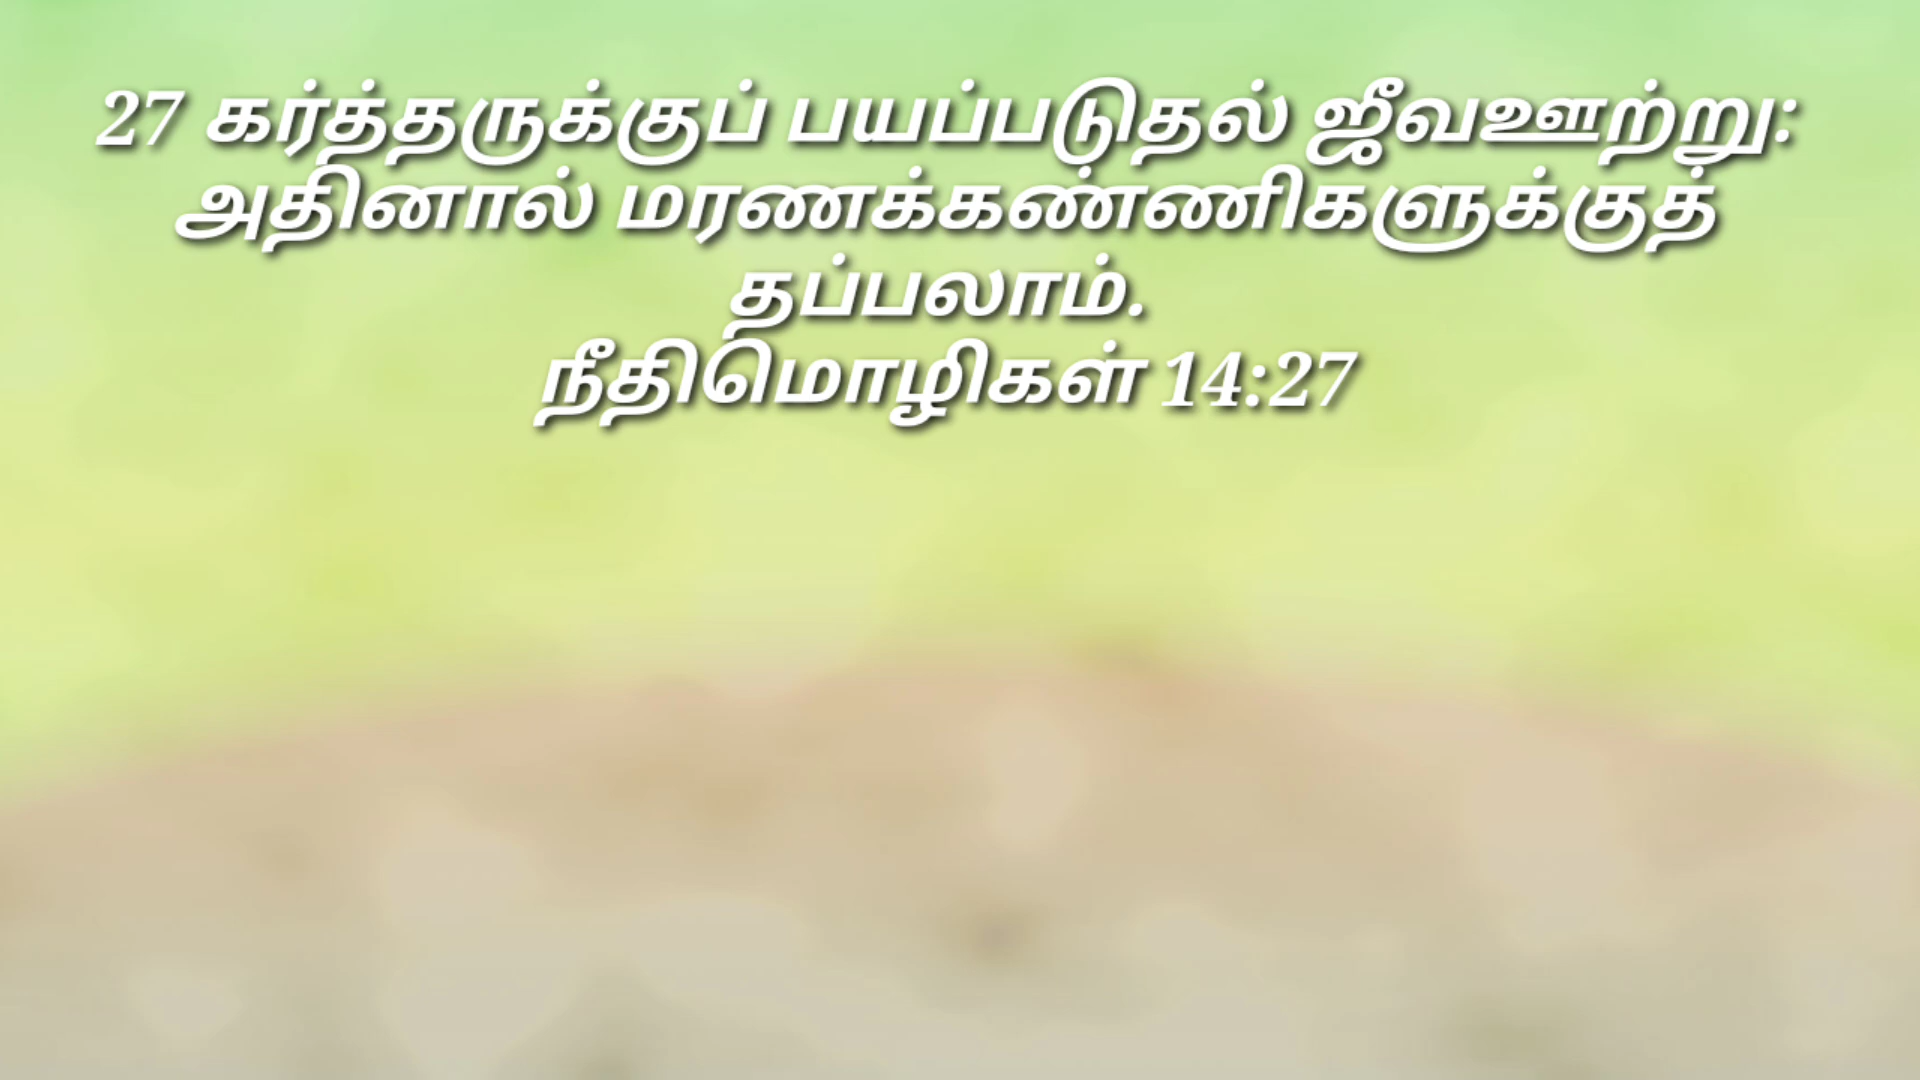 27 கர்த்தருக்குப் பயப்படுதல் ஜீவஊற்று:
அதினால் மரணக்கண்ணிகளுக்குத்
தப்பலாம்.
நீதிமொழிகள் 14:27